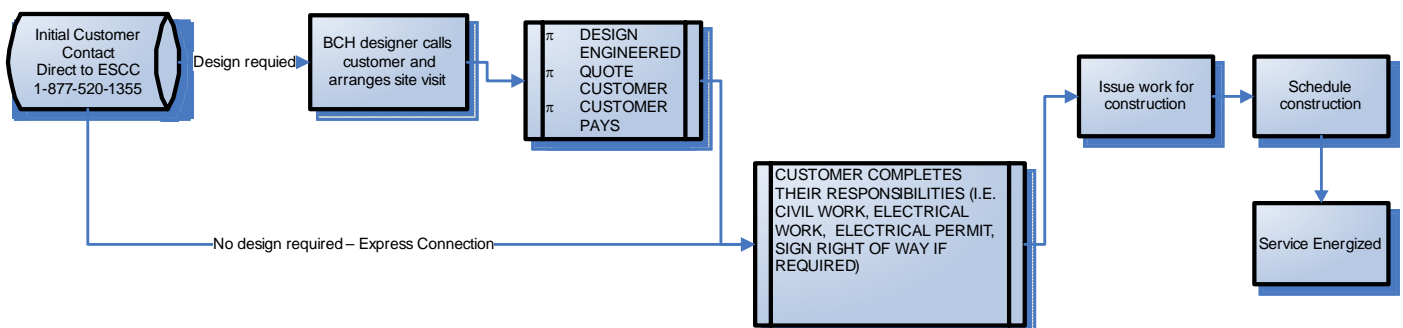 Initial Customer
Contact
Direct to ESCC
1-877-520-1355
Design requied
BCH designer calls
customer and
arranges site visit
π DESIGN
ENGINEERED
π QUOTE
CUSTOMER
π CUSTOMER
PAYS
No design required – Express Connection
CUSTOMER COMPLETES
THEIR RESPONSIBILITIES (I.E.
CIVIL WORK, ELECTRICAL
WORK, ELECTRICAL PERMIT,
SIGN RIGHT OF WAY IF
REQUIRED)
Issue work for
construction
Schedule
construction
Service Energized